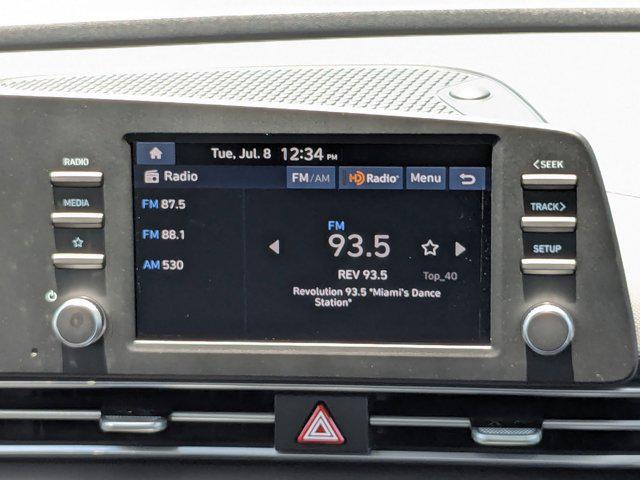 RADIO
MEDIA
Tue, Jul. 8 12:34 PM
Radio
FM/AM
HD Radio
Menu
FM 87.5
FM 88.1
AM 530
FM
93.5
REV 93.5
Top_40
Revolution 93.5 "Miami's Dance
Station"
<SEEK
TRACK>
SETUP